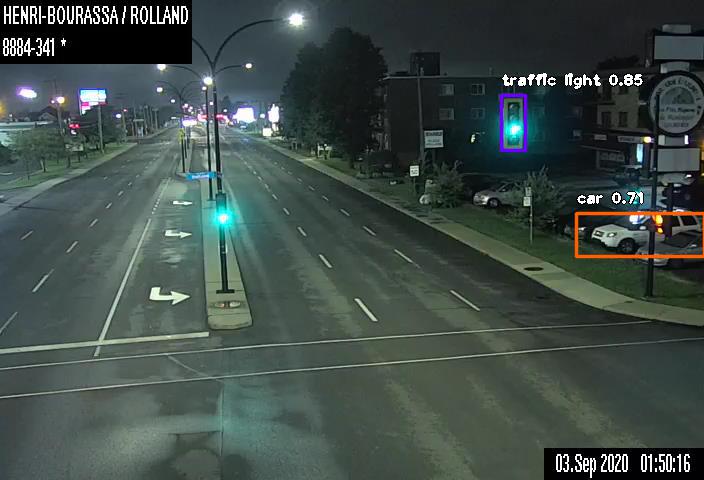 HENRI-BOURASSA / ROLLAND
8884-341 *
traffic light 0.85
car 0.71
03.Sep 2020 01:50:16